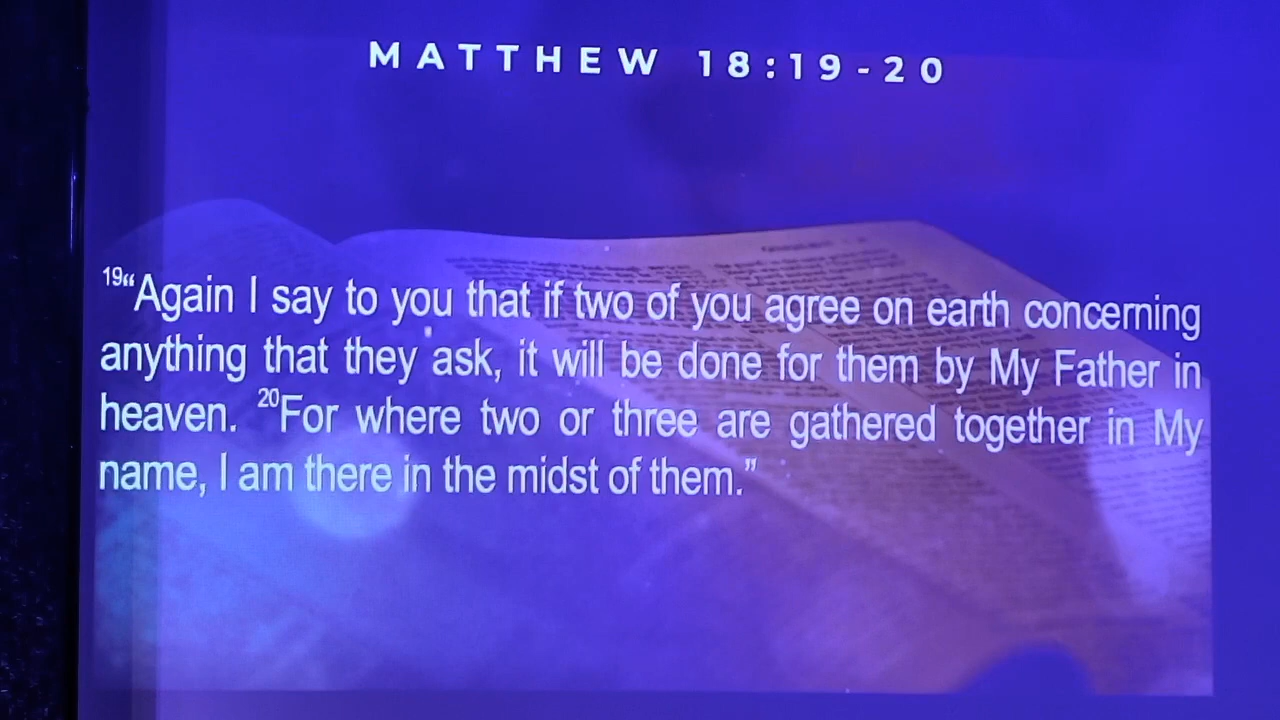 MATTHEW 18:19-20
19“Again I say to you that if two of you agree on earth concerning
anything that they ask, it will be done for them by My Father in
heaven. 20For where two or three are gathered together in My
name, I am there in the midst of them.”